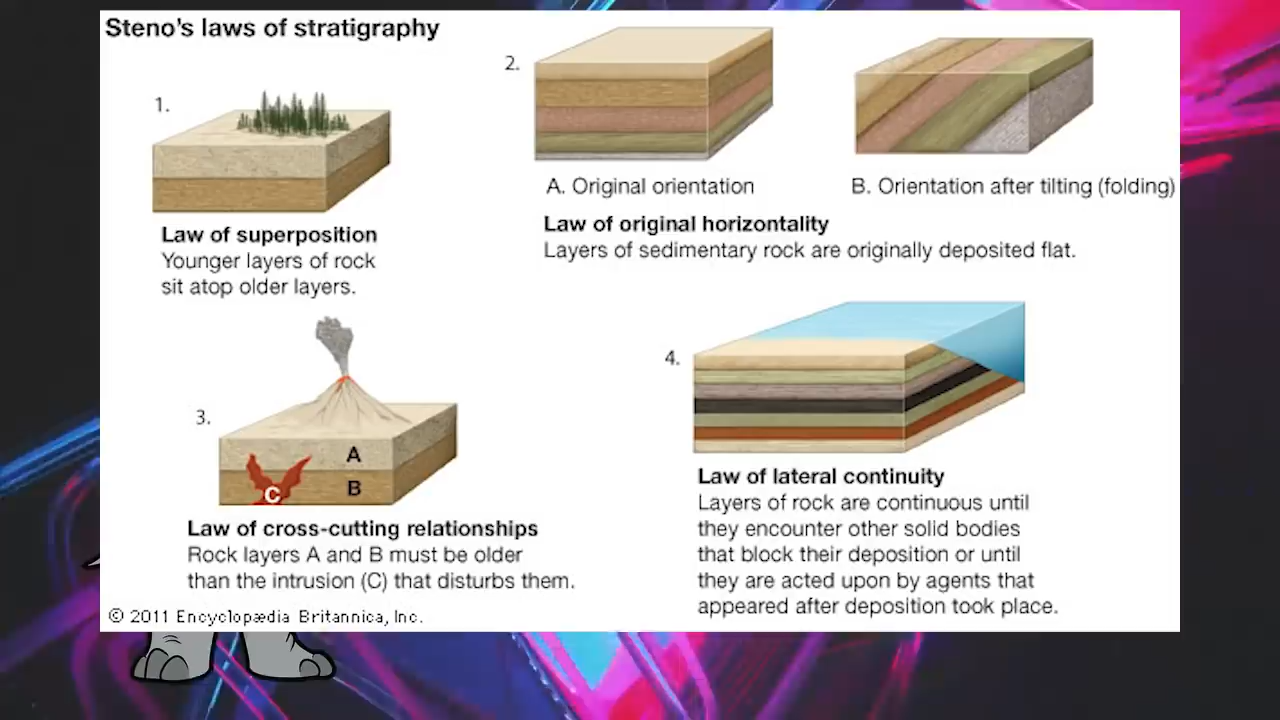 Steno's laws of stratigraphy
1.
Law of superposition
Younger layers of rock
sit atop older layers.
2.
A. Original orientation
B. Orientation after tilting (folding)
Law of original horizontality
Layers of sedimentary rock are originally deposited flat.
3.
A
B
C
Law of cross-cutting relationships
Rock layers A and B must be older
than the intrusion (C) that disturbs them.
4.
Law of lateral continuity
Layers of rock are continuous until
they encounter other solid bodies
that block their deposition or until
they are acted upon by agents that
appeared after deposition took place.
© 2011 Encyclopædia Britannica, Inc.